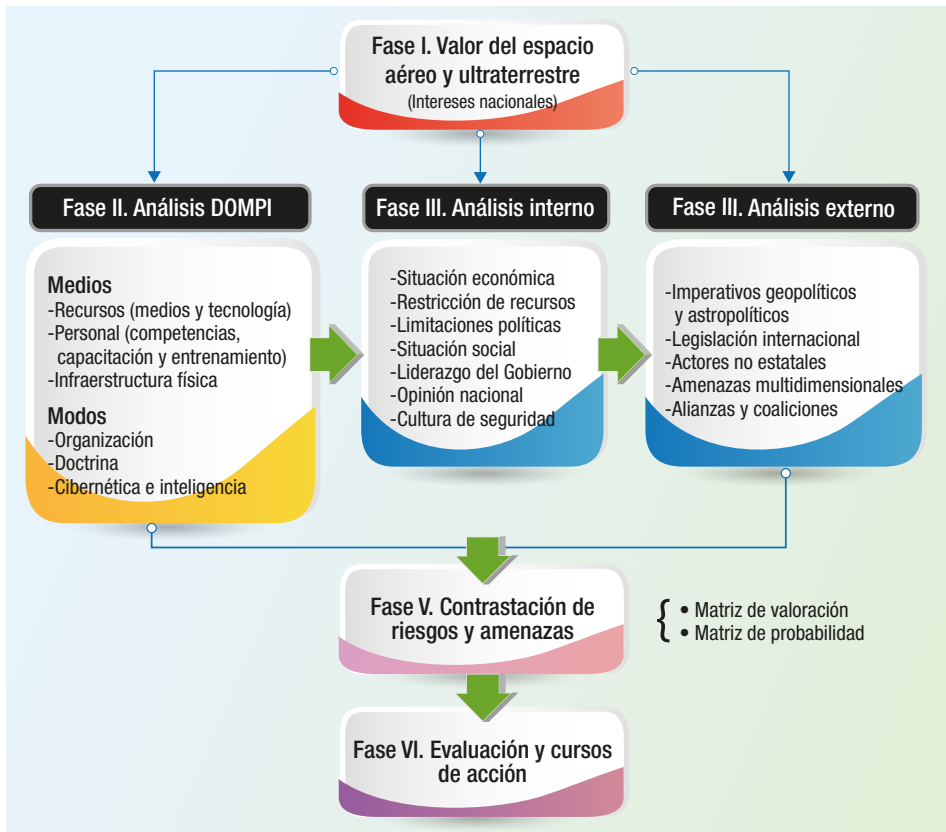 Fase I. Valor del espacio
aéreo y ultraterrestre
(Intereses nacionales)
Fase II. Análisis DOMPI
Medios
-Recursos (medios y tecnología)
-Personal (competencias,
capacitación y entrenamiento)
-Infraerstructura física
Modos
-Organización
-Doctrina
-Cibernética e inteligencia
Fase III. Análisis interno
-Situación económica
-Restricción de recursos
-Limitaciones políticas
-Situación social
-Liderazgo del Gobierno
-Opinión nacional
-Cultura de seguridad
Fase III. Análisis externo
-Imperativos geopolíticos
y astropolíticos
-Legislación internacional
-Actores no estatales
-Amenazas multidimensionales
-Alianzas y coaliciones
Fase V. Contrastación de
riesgos y amenazas
{ • Matriz de valoración
• Matriz de probabilidad
Fase VI. Evaluación y cursos
de acción